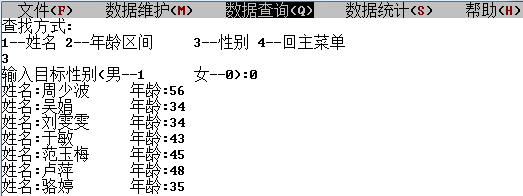 文件(F) 数据维护(M) 数据查询(Q) 数据统计(S) 帮助(H)
查找方式:
1--姓名 2--年龄区间 3--性别 4--回主菜单
3
输入目标性别(男--1 女--0):0
姓名:周少波 年龄:56
姓名:吴娟 年龄:34
姓名:刘雯雯 年龄:34
姓名:于敏 年龄:43
姓名:范玉梅 年龄:45
姓名:卢萍 年龄:48
姓名:骆婷 年龄:35